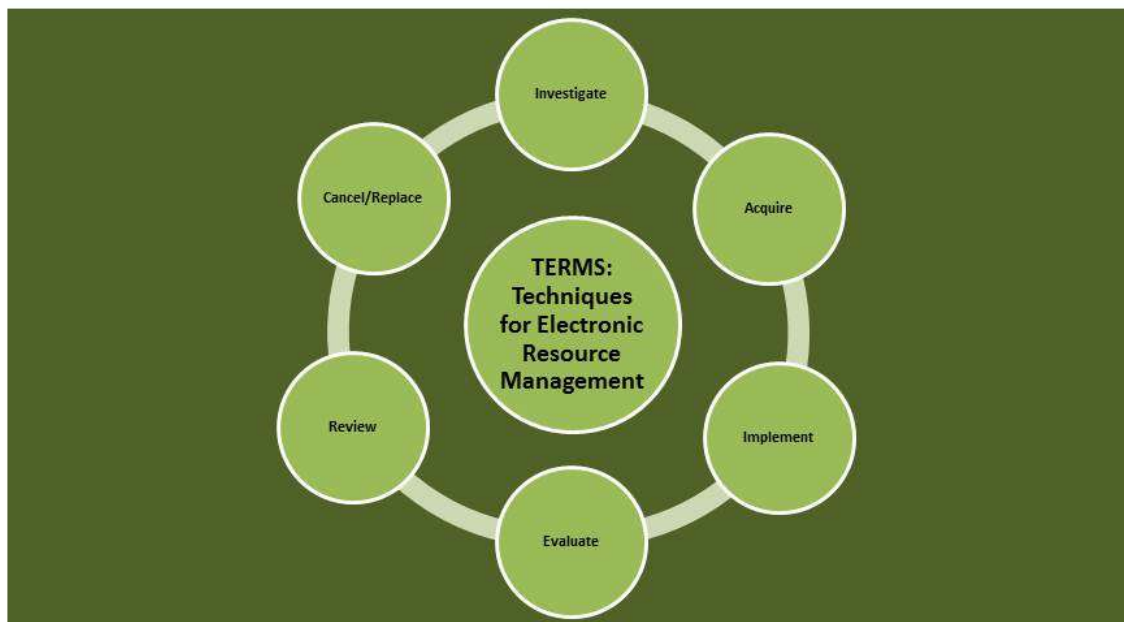 Investigate
Acquire
Implement
Evaluate
Review
Cancel/Replace
TERMS:
Techniques
for Electronic
Resource
Management